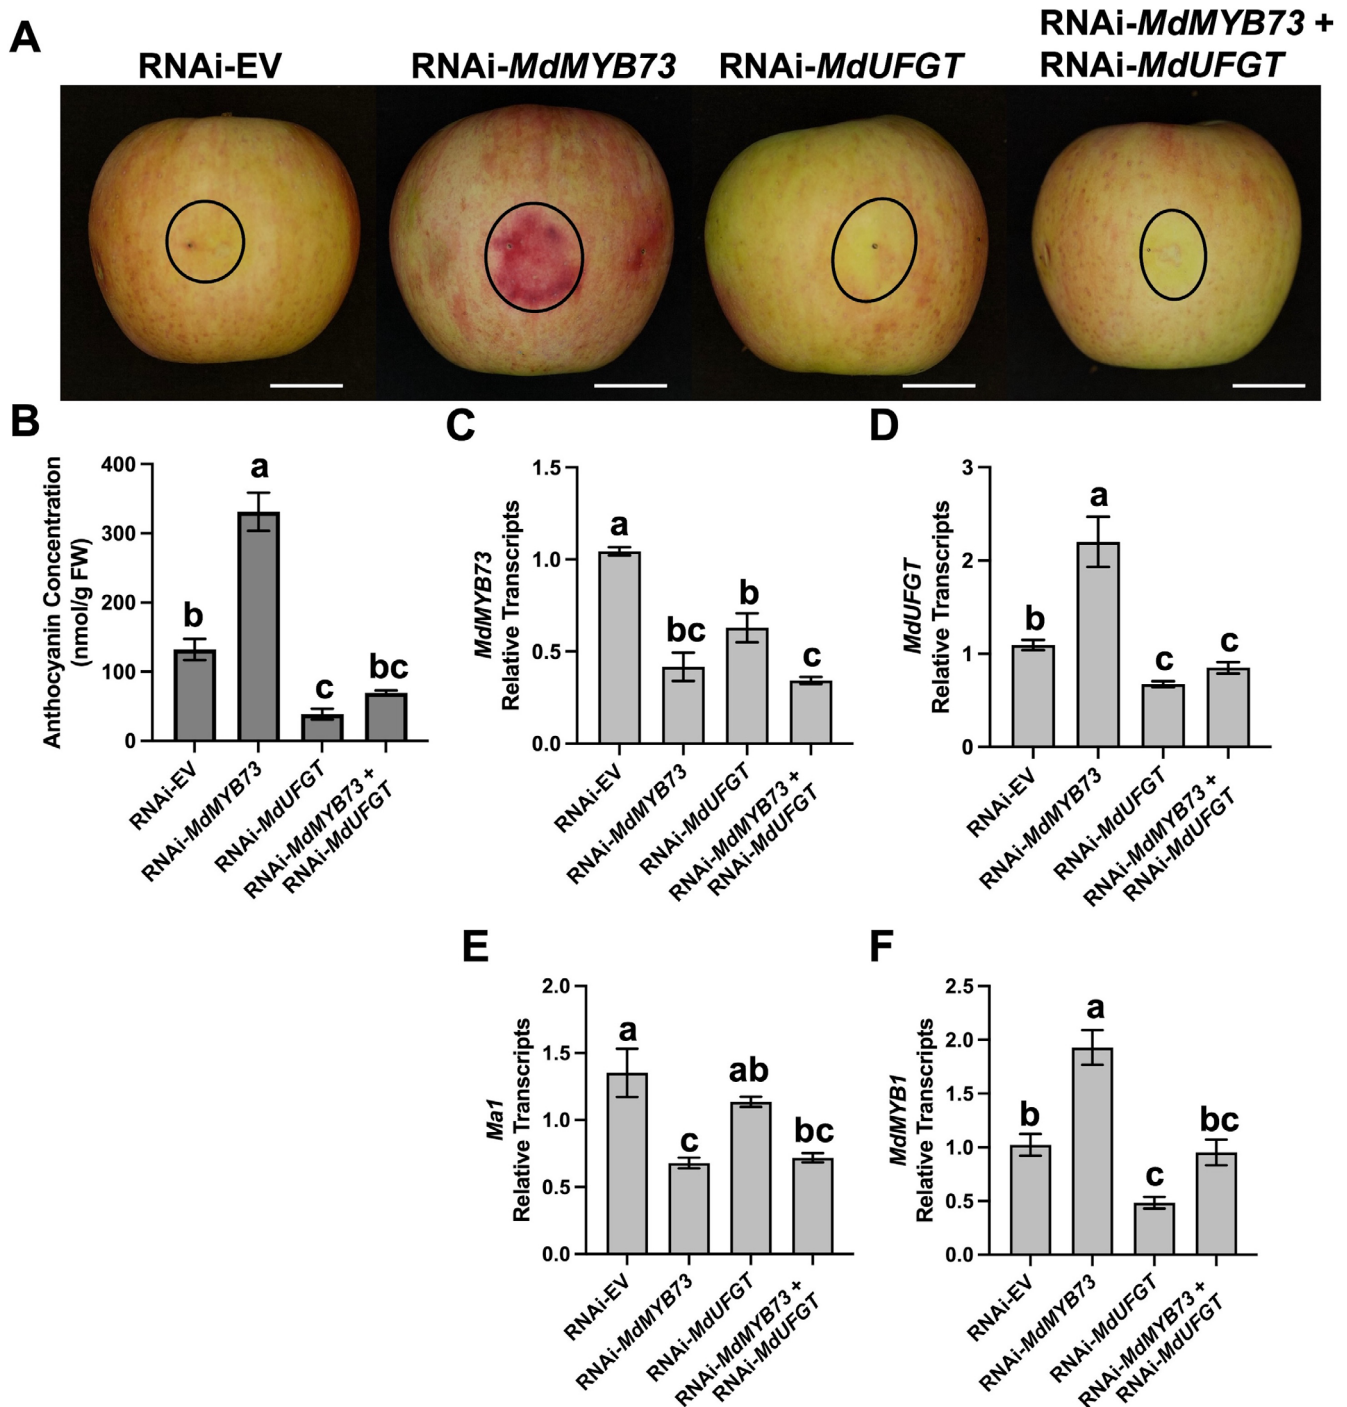 A
RNAi-EV
RNAi-MdMYB73
RNAi-MdUFGT
RNAi-MdMYB73 +
RNAi-MdUFGT
B
Anthocyanin Concentration
(nmol/g FW)
400
300
200
100
0
b
a
c
bc
RNAi-EV
RNAi-MdMYB73
RNAi-MdUFGT
RNAi-MdMYB73 +
RNAi-MdUFGT
C
MdMYB73
Relative Transcripts
1.5
1.0
0.5
0.0
a
bc
b
c
RNAi-EV
RNAi-MdMYB73
RNAi-MdUFGT
RNAi-MdMYB73 +
RNAi-MdUFGT
D
MdUFGT
Relative Transcripts
3
2
1
0
b
a
c
c
RNAi-EV
RNAi-MdMYB73
RNAi-MdUFGT
RNAi-MdMYB73 +
RNAi-MdUFGT
E
Ma1
Relative Transcripts
2.0
1.5
1.0
0.5
0.0
a
c
ab
bc
RNAi-EV
RNAi-MdMYB73
RNAi-MdUFGT
RNAi-MdMYB73 +
RNAi-MdUFGT
F
MdMYB1
Relative Transcripts
2.5
2.0
1.5
1.0
0.5
0.0
b
a
c
bc
RNAi-EV
RNAi-MdMYB73
RNAi-MdUFGT
RNAi-MdMYB73 +
RNAi-MdUFGT